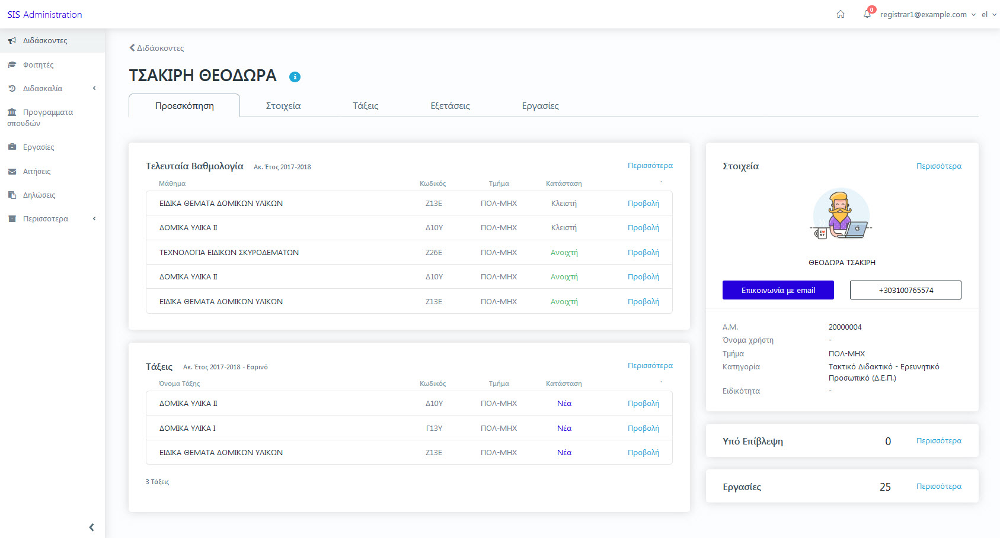 SIS Administration
0
registrar1@example.com
el
Διδάσκοντες
Φοιτητές
Διδασκαλία
Προγραμματα
σπουδών
Εργασίες
Αιτήσεις
Δηλώσεις
Περισσοτερα
Διδάσκοντες
ΤΣΑΚΙΡΗ ΘΕΟΔΩΡΑ
Προεσκόπηση Στοιχεία Τάξεις Εξετάσεις Εργασίες
Τελευταία Βαθμολογία Ακ. Έτος 2017-2018 Περισσότερα
Μάθημα Κωδικός Τμήμα Κατάσταση `
ΕΙΔΙΚΑ ΘΕΜΑΤΑ ΔΟΜΙΚΩΝ ΥΛΙΚΩΝ Ζ13Ε ΠΟΛ-ΜΗΧ Κλειστή Προβολή
ΔΟΜΙΚΑ ΥΛΙΚΑ ΙΙ Δ10Υ ΠΟΛ-ΜΗΧ Κλειστή Προβολή
ΤΕΧΝΟΛΟΓΙΑ ΕΙΔΙΚΩΝ ΣΚΥΡΟΔΕΜΑΤΩΝ Ζ26Ε ΠΟΛ-ΜΗΧ Ανοιχτή Προβολή
ΔΟΜΙΚΑ ΥΛΙΚΑ ΙΙ Δ10Υ ΠΟΛ-ΜΗΧ Ανοιχτή Προβολή
ΕΙΔΙΚΑ ΘΕΜΑΤΑ ΔΟΜΙΚΩΝ ΥΛΙΚΩΝ Ζ13Ε ΠΟΛ-ΜΗΧ Ανοιχτή Προβολή
Τάξεις Ακ. Έτος 2017-2018 - Εαρινό Περισσότερα
Όνομα Τάξης Κωδικός Τμήμα Κατάσταση `
ΔΟΜΙΚΑ ΥΛΙΚΑ ΙΙ Δ10Υ ΠΟΛ-ΜΗΧ Νέα Προβολή
ΔΟΜΙΚΑ ΥΛΙΚΑ Ι Γ13Υ ΠΟΛ-ΜΗΧ Νέα Προβολή
ΕΙΔΙΚΑ ΘΕΜΑΤΑ ΔΟΜΙΚΩΝ ΥΛΙΚΩΝ Ζ13Ε ΠΟΛ-ΜΗΧ Νέα Προβολή
3 Τάξεις
Στοιχεία Περισσότερα
I ♥
NY
ΘΕΟΔΩΡΑ ΤΣΑΚΙΡΗ
Επικοινωνία με email +303100765574
Α.Μ. 20000004
Όνομα χρήστη -
Τμήμα ΠΟΛ-ΜΗΧ
Κατηγορία Τακτικό Διδακτικό - Ερευνητικό
Προσωπικό (Δ.Ε.Π.)
Ειδικότητα -
Υπό Επίβλεψη 0 Περισσότερα
Εργασίες 25 Περισσότερα